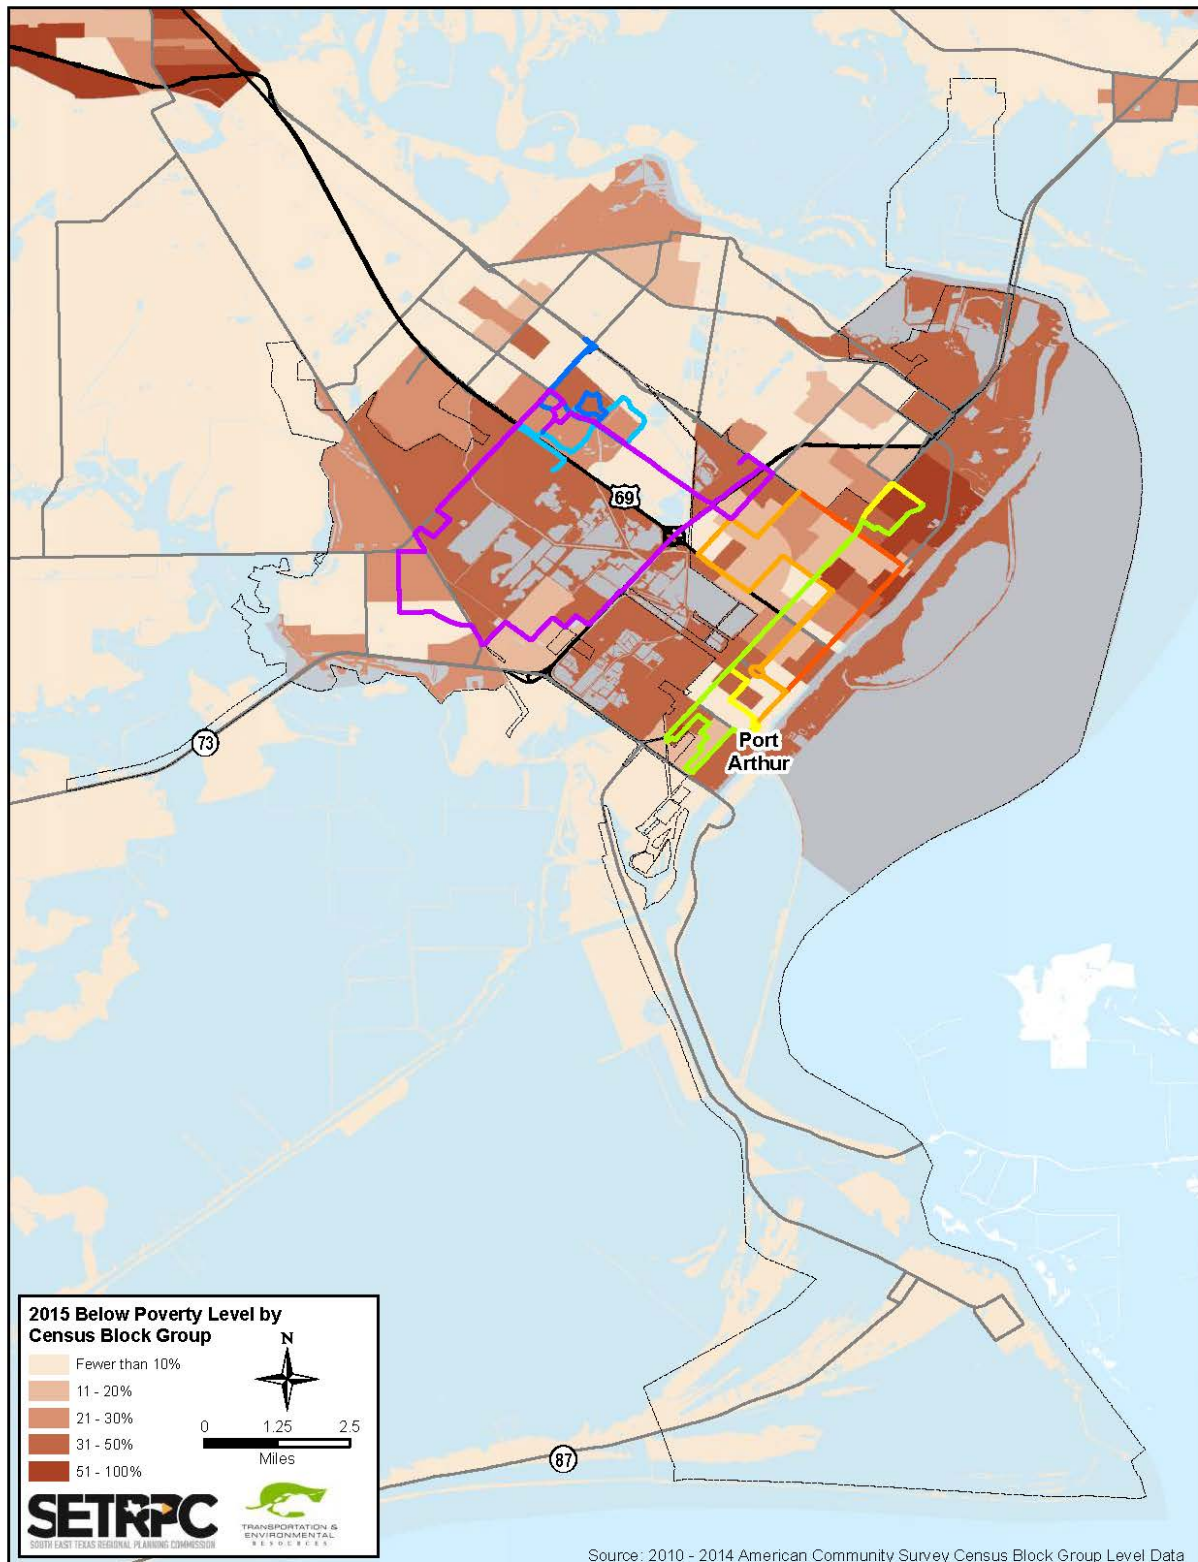 69
73
Port
Arthur
87
2015 Below Poverty Level by
Census Block Group
N
Fewer than 10%
11 - 20%
21 - 30%
31 - 50%
51 - 100%
0 1.25 2.5
Miles
SETRPC
SOUTH EAST TEXAS REGIONAL PLANNING COMMISSION
TRANSPORTATION &
ENVIRONMENTAL
RESOURCES
Source: 2010 - 2014 American Community Survey Census Block Group Level Data